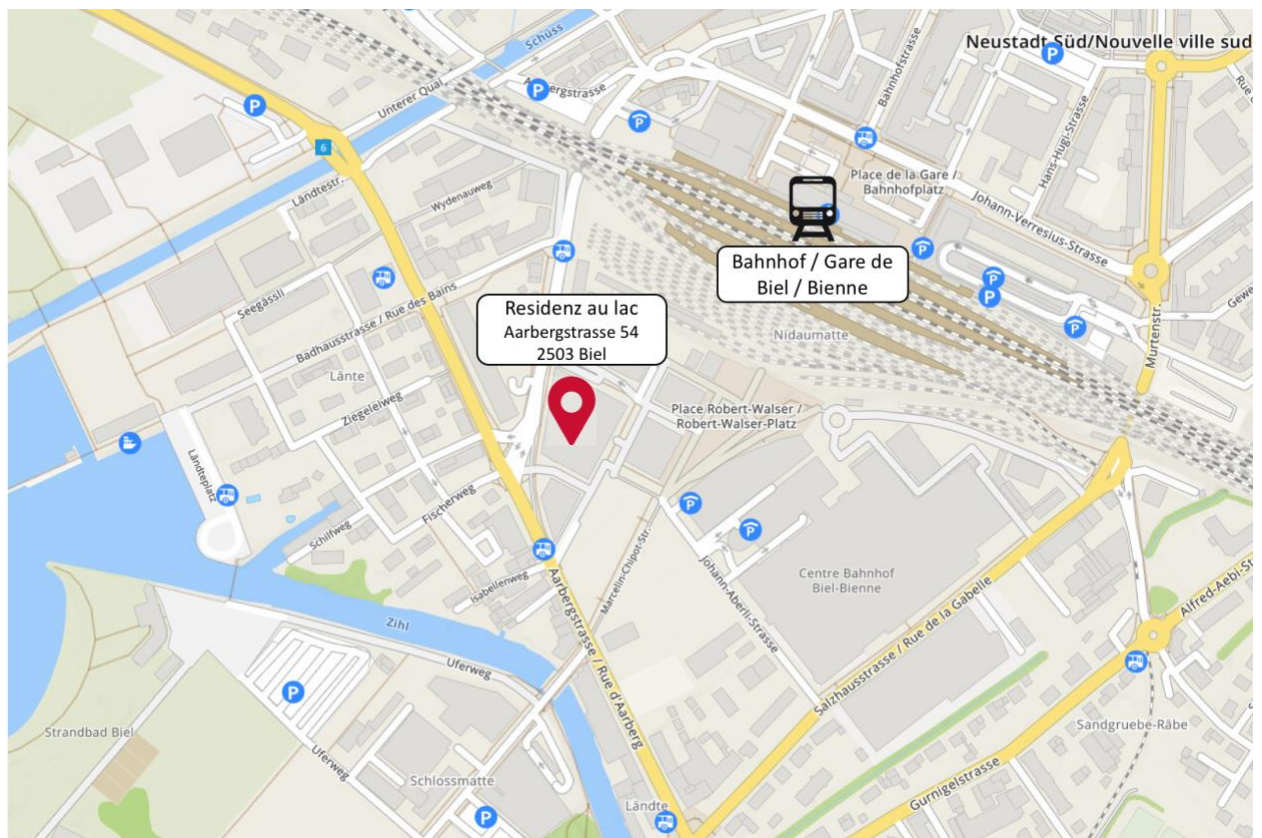 Schüss
Neustadt Süd/Nouvelle ville sud
Unterer Quai
Bahnhofstrasse
Hans-Hugi-Strasse
P
P
P
P
6
Ländtestr.
Wydenauweg
Place de la Gare /
Bahnhofplatz
Johann-Verresius-Strasse
Bahnhof / Gare de
Biel / Bienne
P
P
P
P
Seegässli
Badhausstrasse / Rue des Bains
Residenz au lac
Aarbergstrasse 54
2503 Biel
Nidaumatte
Murtenstr.
Länte
Ziegeleiweg
Place Robert-Walser /
Robert-Walser-Platz
Ländteplatz
Fischerweg
Schilfweg
P
P
Isabellenweg
Marcelin-Chipot-Str.
Johann-Aberli-Strasse
Centre Bahnhof
Biel-Bienne
Alfred-Aebi-St
Zihl
Uferweg
Aarbergstrasse / Rue d'Aarberg
Salzhausstrasse / Rue de la Gabelle
P
Strandbad Biel
Sandgruebe-Räbe
Uferweg
Schlossmatte
Gurnigelstrasse
Ländte
P